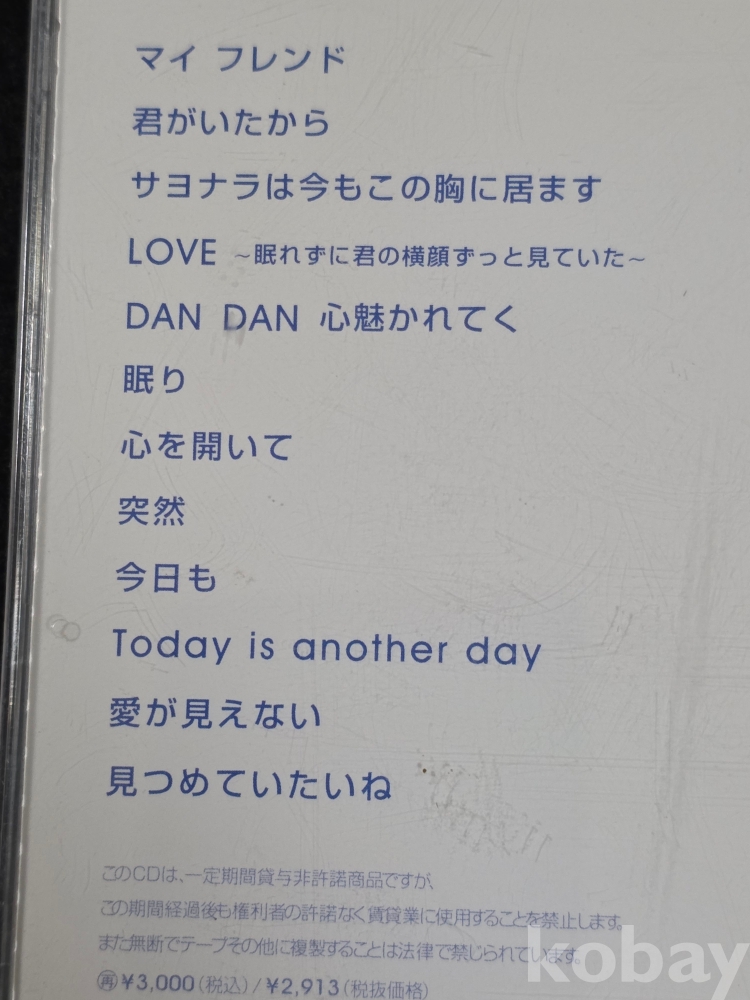 マイ フレンド
君がいたから
サヨナラは今もこの胸に居ます
LOVE ~眠れずに君の横顔ずっと見ていた~
DAN DAN 心魅かれてく
眠り
心を開いて
突然
今日も
Today is another day
愛が見えない
見つめていたいね
このCDは、一定期間貸与非許諾商品ですが、
この期間経過後も権利者の許諾なく賃貸業に使用することを禁止します。
また無断でテープその他に複製することは法律で禁じられています。
再 ¥3,000(税込)/¥2,913(税抜価格)
kobay